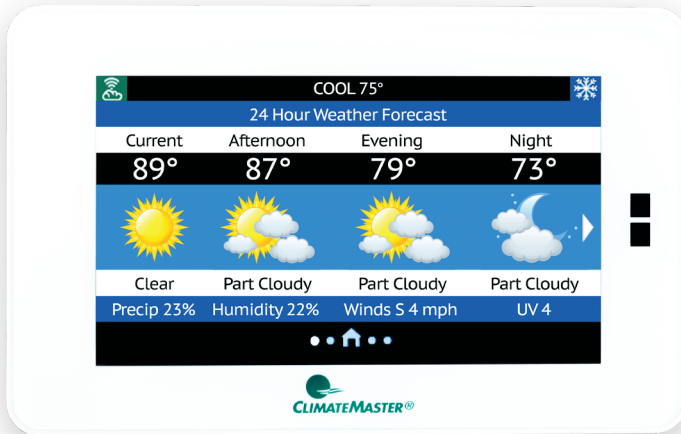 COOL 75°
24 Hour Weather Forecast
Current Afternoon Evening Night
89° 87° 79° 73°
Clear Part Cloudy Part Cloudy Part Cloudy
Precip 23% Humidity 22% Winds S 4 mph UV 4
CLIMATEMASTER®